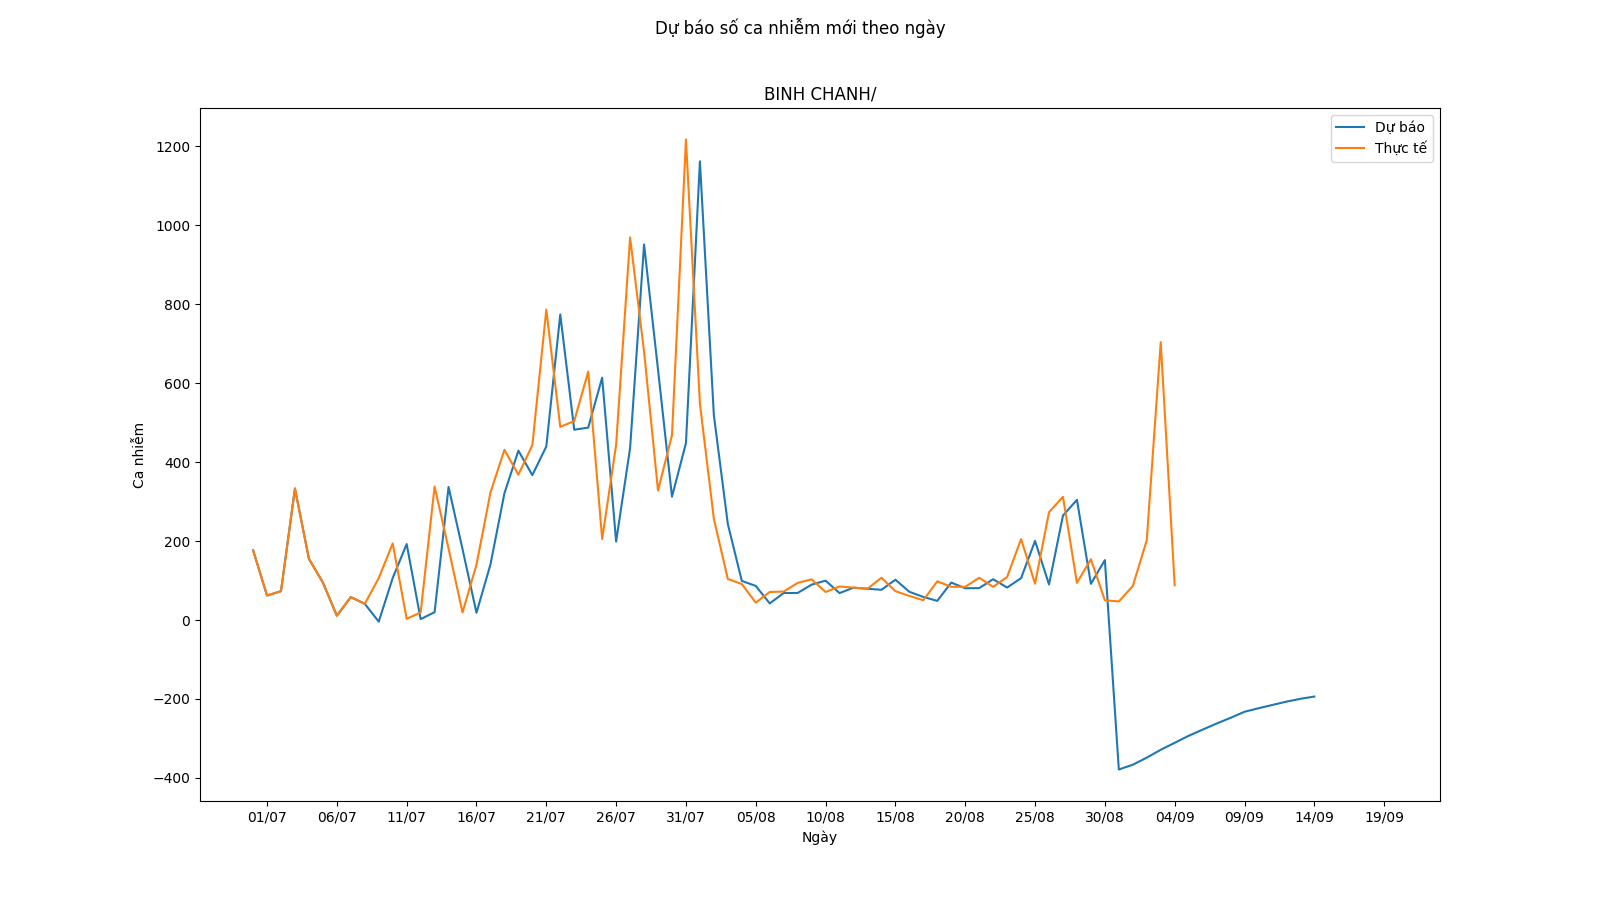 Dự báo số ca nhiễm mới theo ngày
BINH CHANH/
Dự báo
Thực tế
Ca nhiễm
1200
1000
800
600
400
200
0
−200
−400
01/07 06/07 11/07 16/07 21/07 26/07 31/07 05/08 10/08 15/08 20/08 25/08 30/08 04/09 09/09 14/09 19/09
Ngày